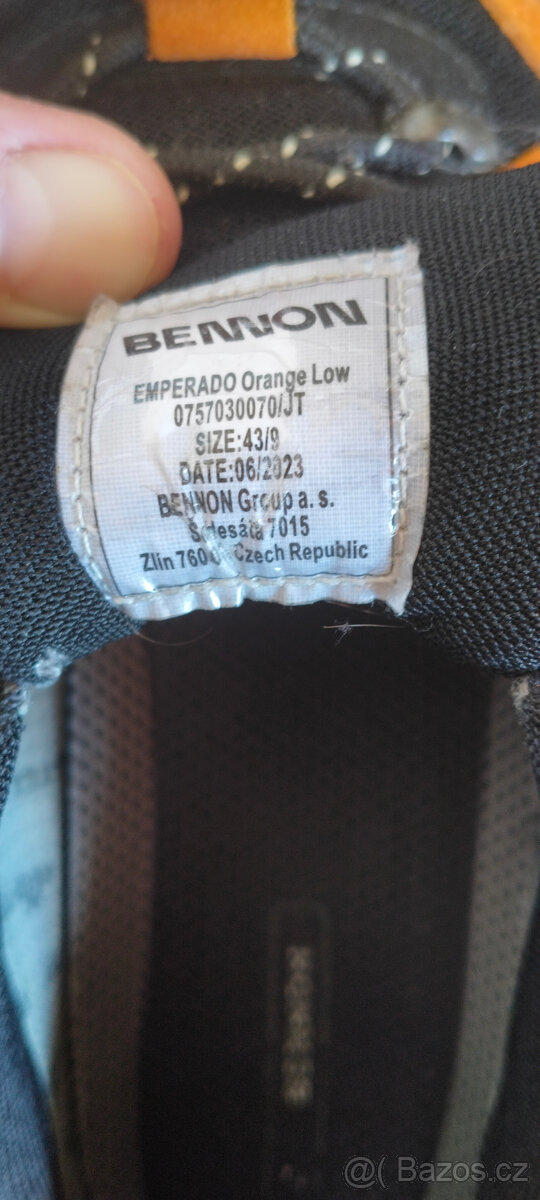 BENNON
EMPERADO Orange Low
0757030070/JT
SIZE:43/9
DATE:06/2023
BENNON Group a. s.
7015
Zlín Czech Republic
@( Bazos.cz